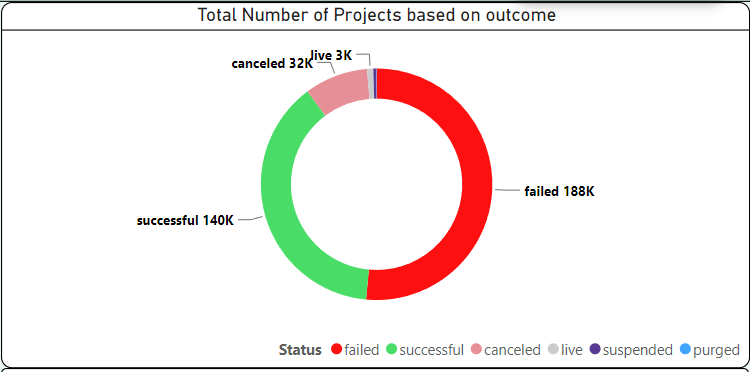 Total Number of Projects based on outcome
live 3K
canceled 32K
failed 188K
successful 140K
Status failed successful canceled live suspended purged